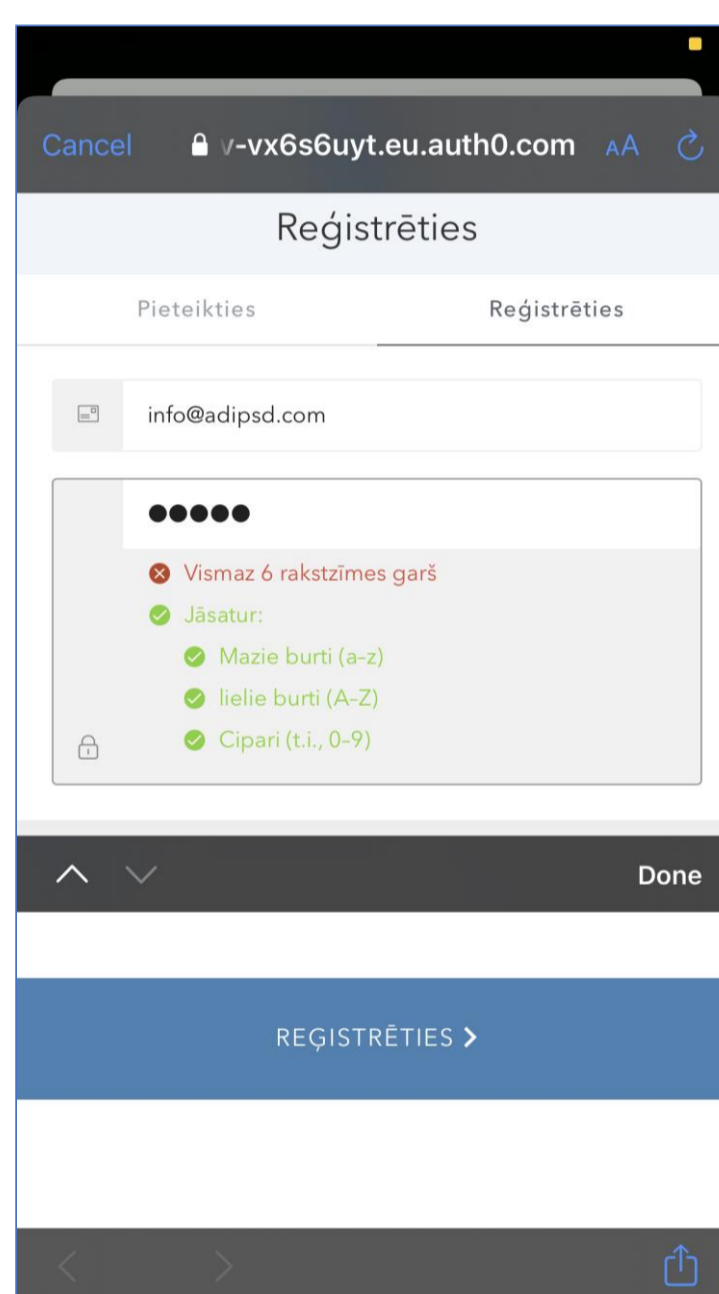 Cancel v-vx6s6uyt.eu.auth0.com AA
Reģistrēties
Pieteikties Reģistrēties
info@adipsd.com
Vismaz 6 rakstzīmes garš
Jāsatur:
Mazie burti (a-z)
lielie burti (A-Z)
Cipari (t.i., 0-9)
Done
REĢISTRĒTIES